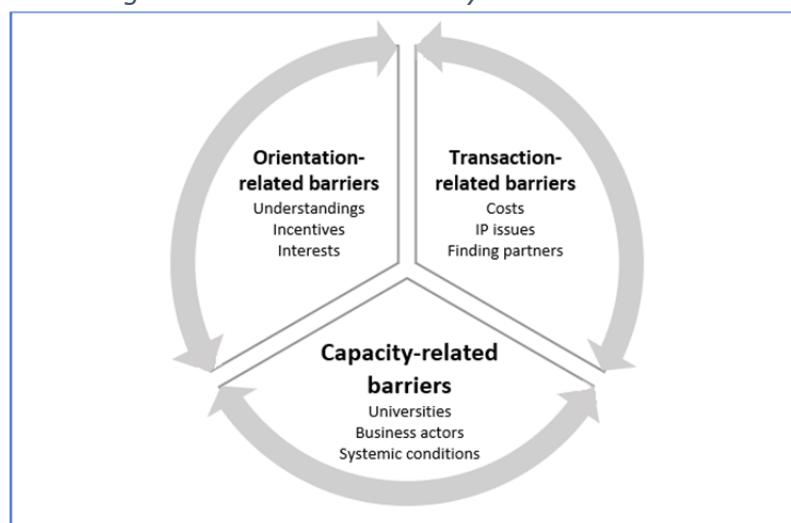 Orientation-
related barriers
Understandings
Incentives
Interests
Transaction-
related barriers
Costs
IP issues
Finding partners
Capacity-related
barriers
Universities
Business actors
Systemic conditions